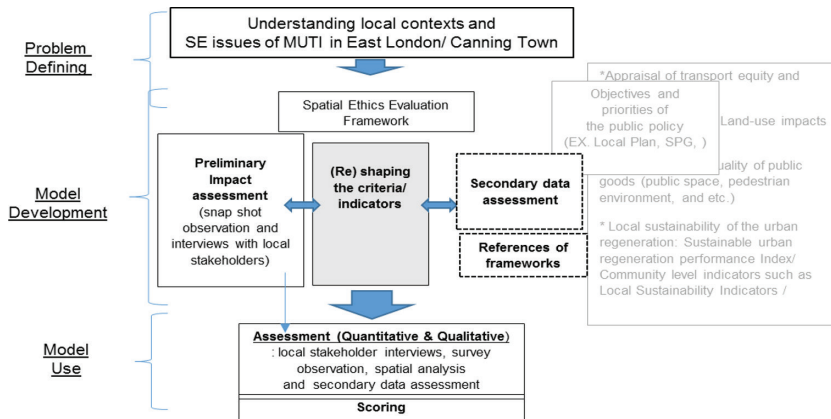 Understanding local contexts and
SE issues of MUTI in East London/ Canning Town
Problem
Defining
Spatial Ethics Evaluation
Framework
Model
Development
Preliminary
Impact
assessment
(snap shot
observation and
interviews with local
stakeholders)
(Re) shaping
the criteria/
indicators
Secondary data
assessment
References of
frameworks
Objectives and
priorities of
the public policy
(EX. Local Plan, SPG, )
*Appraisal of transport equity and
Land-use impacts
uality of public
goods (public space, pedestrian
environment, and etc.)
* Local sustainability of the urban
regeneration: Sustainable urban
regeneration performance Index/
Community level indicators such as
Local Sustainability Indicators /
Model
Use
Assessment (Quantitative & Qualitative)
: local stakeholder interviews, survey
observation, spatial analysis
and secondary data assessment
Scoring